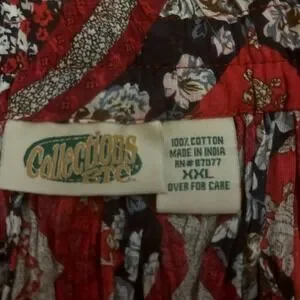 Collections
ETC
100% COTTON
MADE IN INDIA
RN# 87077
XXL
OVER FOR CARE